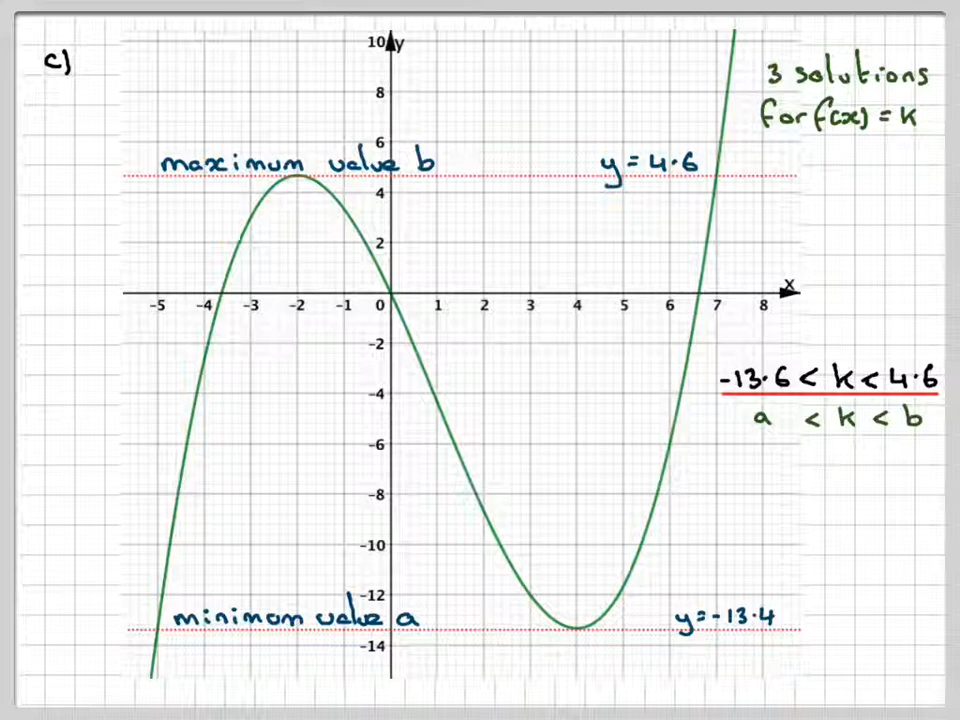 c)
3 solutions
for f(x) = k
maximum value b
y = 4.6
-13.6 < k < 4.6
a < k < b
minimum value a
y = -13.4
y
10
8
6
4
2
-5 -4 -3 -2 -1 0 1 2 3 4 5 6 7 8
x
-2
-4
-6
-8
-10
-12
-14